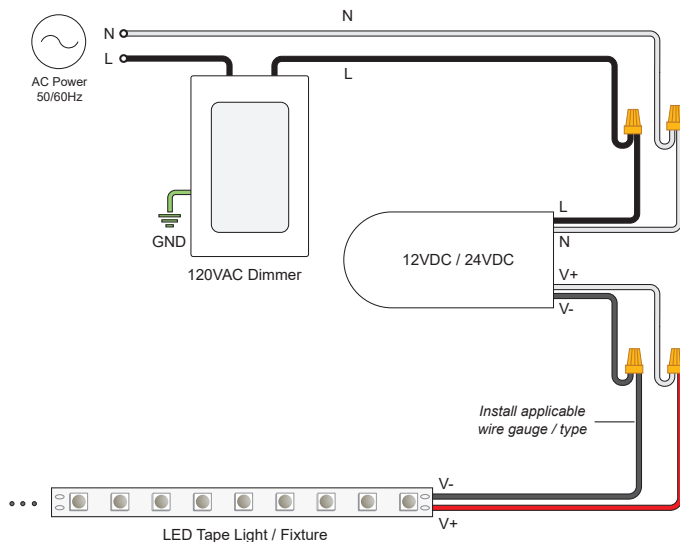 N
N
L
L
AC Power
50/60Hz
GND
120VAC Dimmer
L
N
12VDC / 24VDC
V+
V-
Install applicable
wire gauge / type
V-
V+
LED Tape Light / Fixture